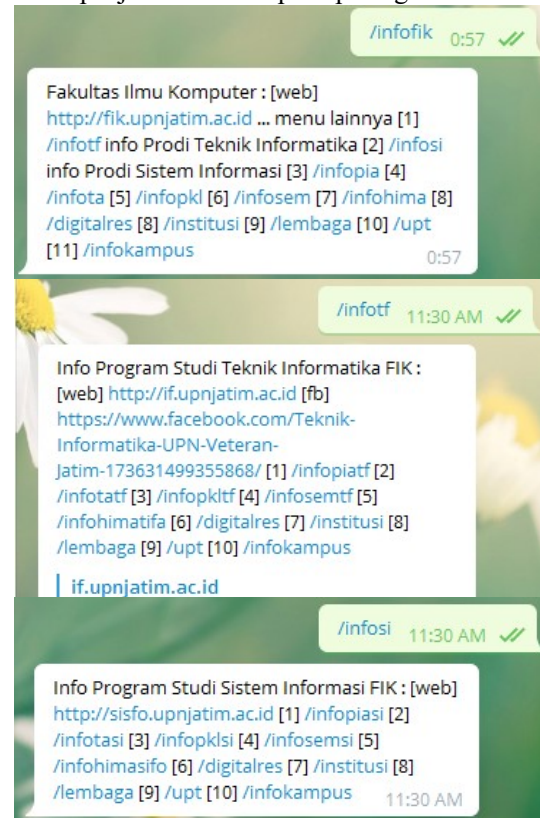 /infofik 0:57
Fakultas Ilmu Komputer : [web]
http://fik.upnjatim.ac.id ... menu lainnya [1]
/infotf info Prodi Teknik Informatika [2] /infosi
info Prodi Sistem Informasi [3] /infopia [4]
/infota [5] /infopkl [6] /infosem [7] /infohima [8]
/digitalres [8] /institusi [9] /lembaga [10] /upt
[11] /infokampus
0:57
/infotf 11:30 AM
Info Program Studi Teknik Informatika FIK :
[web] http://if.upnjatim.ac.id [fb]
https://www.facebook.com/Teknik-
Informatika-UPN-Veteran-
Jatim-173631499355868/ [1] /infopiatf [2]
/infotatf [3] /infopkltf [4] /infosemtf [5]
/infohimatifa [6] /digitalres [7] /institusi [8]
/lembaga [9] /upt [10] /infokampus
if.upnjatim.ac.id
/infosi 11:30 AM
Info Program Studi Sistem Informasi FIK : [web]
http://sisfo.upnjatim.ac.id [1] /infopiasi [2]
/infotasi [3] /infopklsi [4] /infosemsi [5]
/infohimasifo [6] /digitalres [7] /institusi [8]
/lembaga [9] /upt [10] /infokampus
11:30 AM